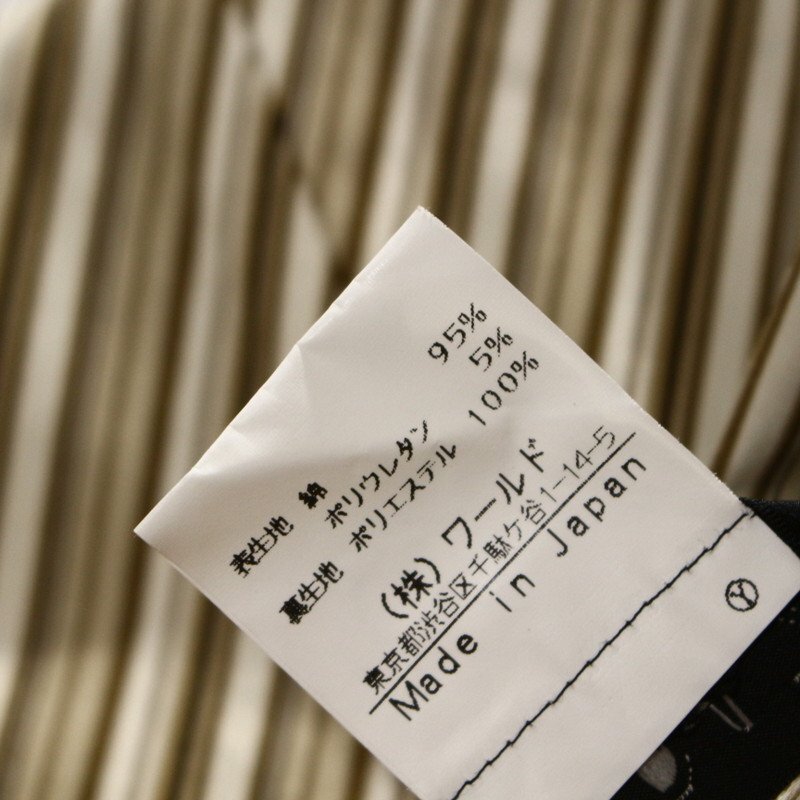 表生地 綿 95%
ポリウレタン 5%
裏生地 ポリエステル 100%
(株)ワールド
東京都渋谷区千駄ケ谷1-14-5
Made in Japan
Y